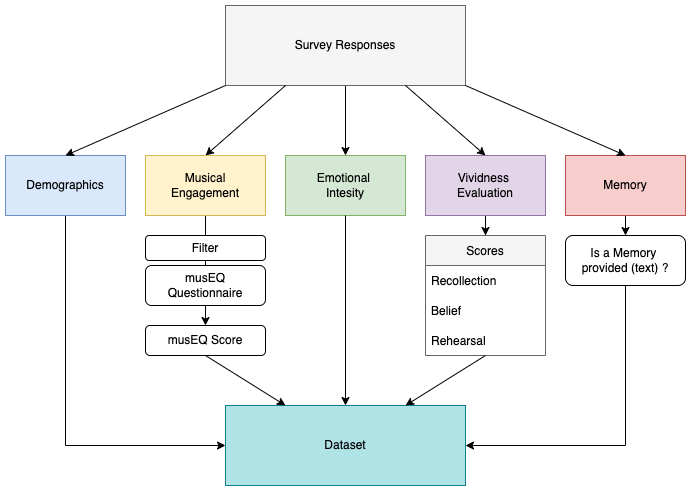 Survey Responses
Demographics
Musical
Engagement
Emotional
Intesity
Vividness
Evaluation
Memory
Filter
musEQ
Questionnaire
musEQ Score
Scores
Recollection
Belief
Rehearsal
Is a Memory
provided (text) ?
Dataset